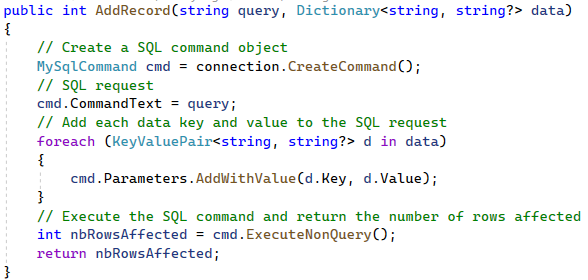 public int AddRecord(string query, Dictionary<string, string?> data)
{
    // Create a SQL command object
    MySqlCommand cmd = connection.CreateCommand();
    // SQL request
    cmd.CommandText = query;
    // Add each data key and value to the SQL request
    foreach (KeyValuePair<string, string?> d in data)
    {
        cmd.Parameters.AddWithValue(d.Key, d.Value);
    }
    // Execute the SQL command and return the number of rows affected
    int nbRowsAffected = cmd.ExecuteNonQuery();
    return nbRowsAffected;
}